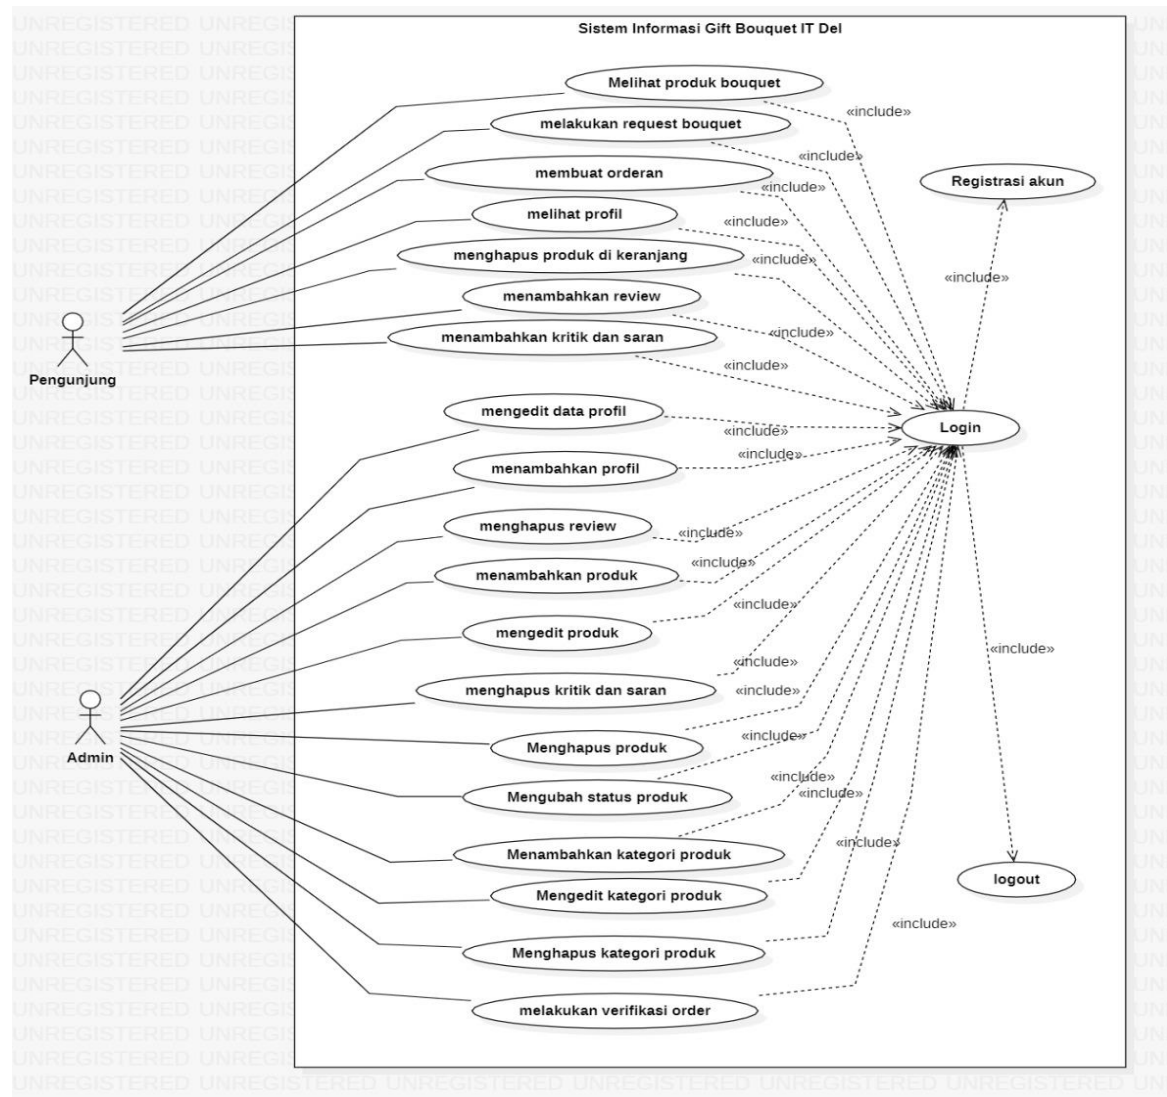 Sistem Informasi Gift Bouquet IT Del
Melihat produk bouquet
«include»
melakukan request bouquet
«include»
membuat orderan
«include»
Registrasi akun
melihat profil
«include»
menghapus produk di keranjang
«include»
«include»
menambahkan review
«include»
menambahkan kritik dan saran
«include»
Pengunjung
mengedit data profil
«include»
Login
menambahkan profil
«include»
menghapus review
«include»
menambahkan produk
«include»
mengedit produk
«include»
«include»
menghapus kritik dan saran
«include»
«include»
Menghapus produk
«include»
Admin
«include»
Mengubah status produk
«include»
Menambahkan kategori produk
«include»
logout
Mengedit kategori produk
«include»
Menghapus kategori produk
melakukan verifikasi order
UNREGISTERED UNREGISTERED UNREGISTERED UNREGISTERED UNREGISTERED UNREGISTERED UN